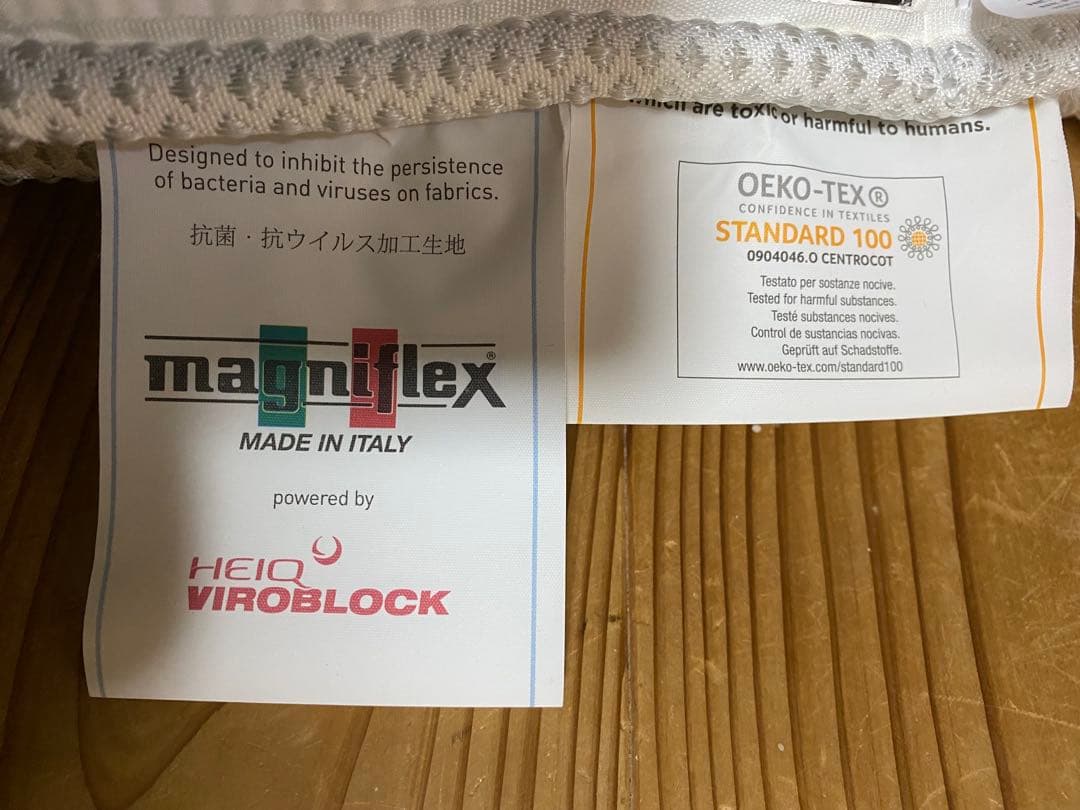 Designed to inhibit the persistence
of bacteria and viruses on fabrics.
抗菌・抗ウイルス加工生地
magniflex®
MADE IN ITALY
powered by
HEIQ
VIROBLOCK
which are toxic or harmful to humans.
OEKO-TEX®
CONFIDENCE IN TEXTILES
STANDARD 100
0904046.O CENTROCOT
Testato per sostanze nocive.
Tested for harmful substances.
Testé substances nocives.
Control de sustancias nocivas.
Geprüft auf Schadstoffe.
www.oeko-tex.com/standard100